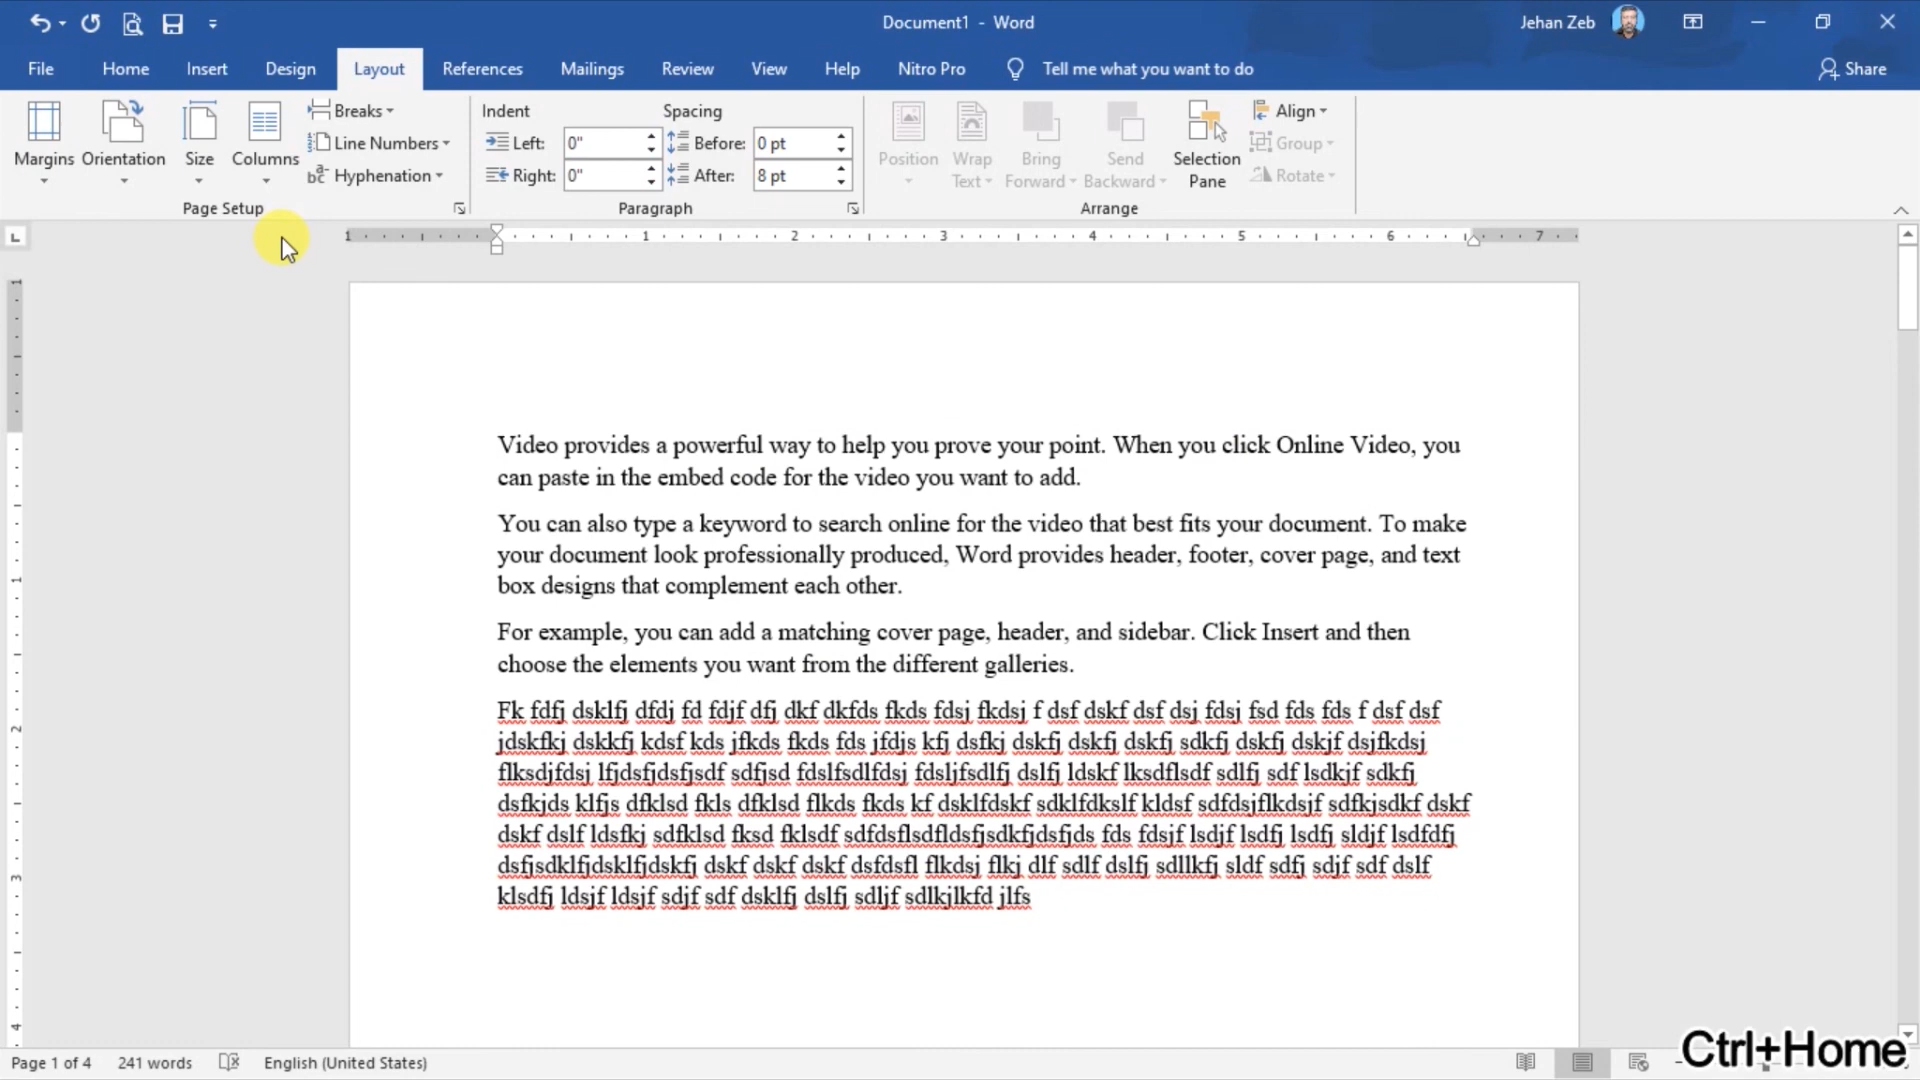 Document1 - Word
Jehan Zeb
File Home Insert Design Layout References Mailings Review View Help Nitro Pro Tell me what you want to do Share
Margins
Orientation
Size
Columns
Breaks
Line Numbers
Hyphenation
Page Setup
Indent
Left: 0"
Right: 0"
Spacing
Before: 0 pt
After: 8 pt
Paragraph
Position
Wrap
Text
Bring
Forward
Send
Backward
Selection
Pane
Align
Group
Rotate
Arrange
1 1 2 3 4 5 6 7
Video provides a powerful way to help you prove your point. When you click Online Video, you
can paste in the embed code for the video you want to add.
You can also type a keyword to search online for the video that best fits your document. To make
your document look professionally produced, Word provides header, footer, cover page, and text
box designs that complement each other.
For example, you can add a matching cover page, header, and sidebar. Click Insert and then
choose the elements you want from the different galleries.
Fk fdfj dsklfj dfdj fd fdjf dfj dkf dkfds fkds fdsj fkdsj f dsf dskf dsf dsj fdsj fsd fds fds f dsf dsf
jdskfkj dskkfj kdsf kds jfkds fkds fds jfdjs kfj dsfkj dskfj dskfj dskfj sdkfj dskfj dskjf dsjfkdsj
flksdjfdsj lfjdsfjdsfjsdf sdfjsd fdslfsdlfdsj fdsljfsdlfj dslfj ldskf lksdflsdf sdlfj sdf lsdkjf sdkfj
dsfkjds klfjs dfklsd fkls dfklsd flkds fkds kf dsklfdskf sdklfdkslf kldsf sdfdsjflkdsjf sdfkjsdkf dskf
dskf dslf ldsfkj sdfklsd fksd fklsdf sdfdsflsdfldsfjsdkfjdsfjds fds fdsjf lsdjf lsdfj lsdfj sldjf lsdfdfj
dsfjsdklfjdsklfjdskfj dskf dskf dskf dsfdsfl flkdsj flkj dlf sdlf dslfj sdllkfj sldf sdfj sdjf sdf dslf
klsdfj ldsjf ldsjf sdjf sdf dsklfj dslfj sdljf sdlkjlkfd jlfs
1
1
2
3
4
Page 1 of 4 241 words English (United States)
Ctrl+Home